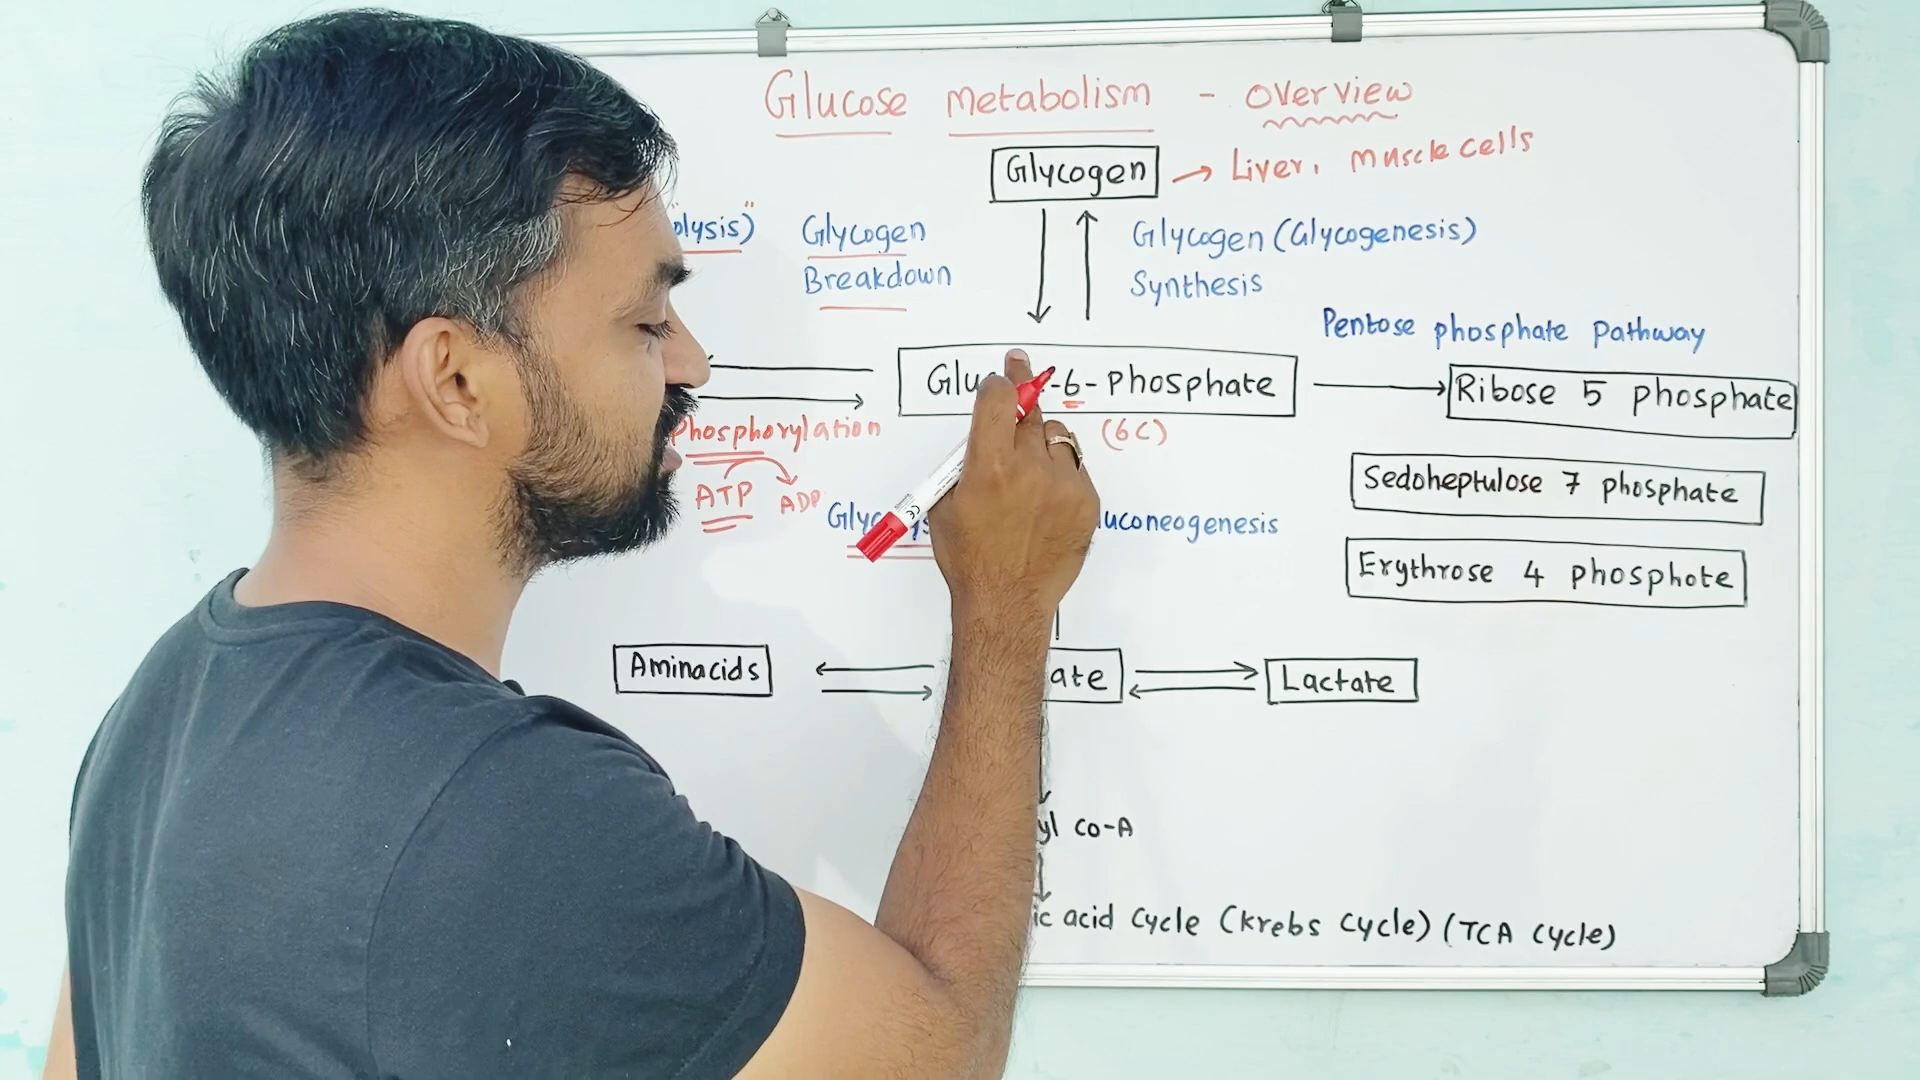 Glucose Metabolism - Overview
Glycogen → Liver, Muscle cells
olysis") Glycogen Glycogen (Glycogenesis)
Breakdown Synthesis
Pentose phosphate pathway
-6- Phosphate Ribose 5 phosphate
Phosphorylation (6C)
ATP ADP Sedoheptulose 7 phosphate
luconeogenesis
Erythrose 4 phosphote
Aminacids ate Lactate
yl co-A
ic acid cycle (Krebs cycle) (TCA cycle)